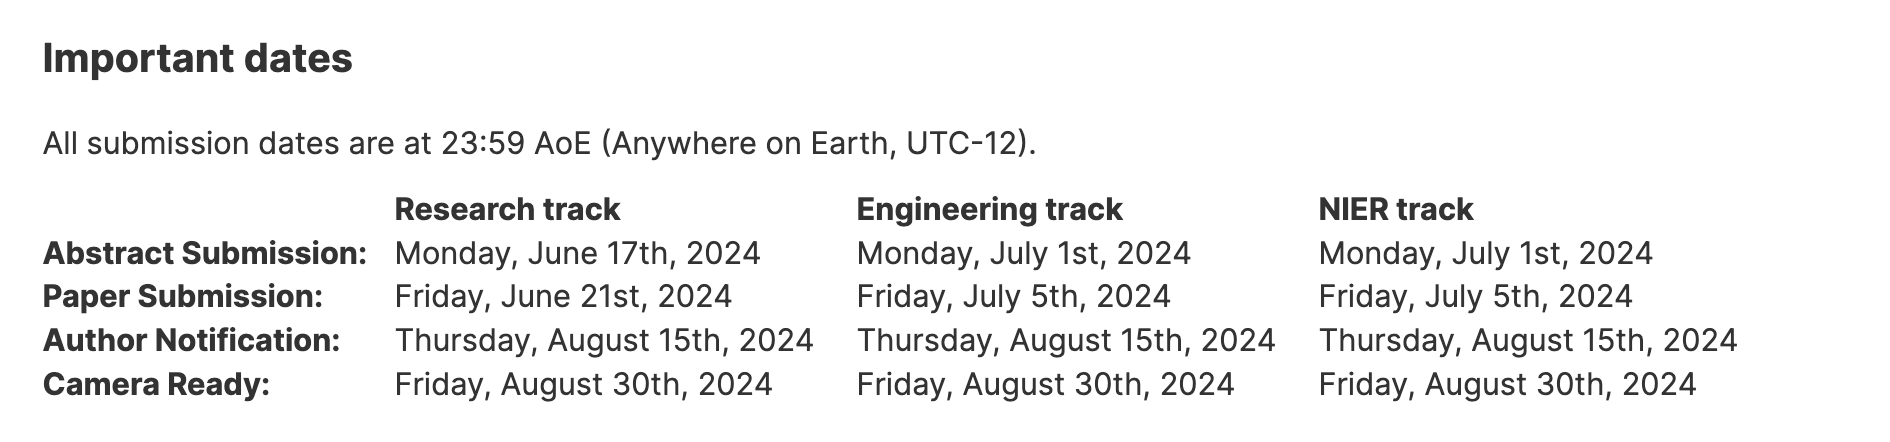 Important dates
All submission dates are at 23:59 AoE (Anywhere on Earth, UTC-12).
Research track Engineering track NIER track
Abstract Submission: Monday, June 17th, 2024 Monday, July 1st, 2024 Monday, July 1st, 2024
Paper Submission: Friday, June 21st, 2024 Friday, July 5th, 2024 Friday, July 5th, 2024
Author Notification: Thursday, August 15th, 2024 Thursday, August 15th, 2024 Thursday, August 15th, 2024
Camera Ready: Friday, August 30th, 2024 Friday, August 30th, 2024 Friday, August 30th, 2024